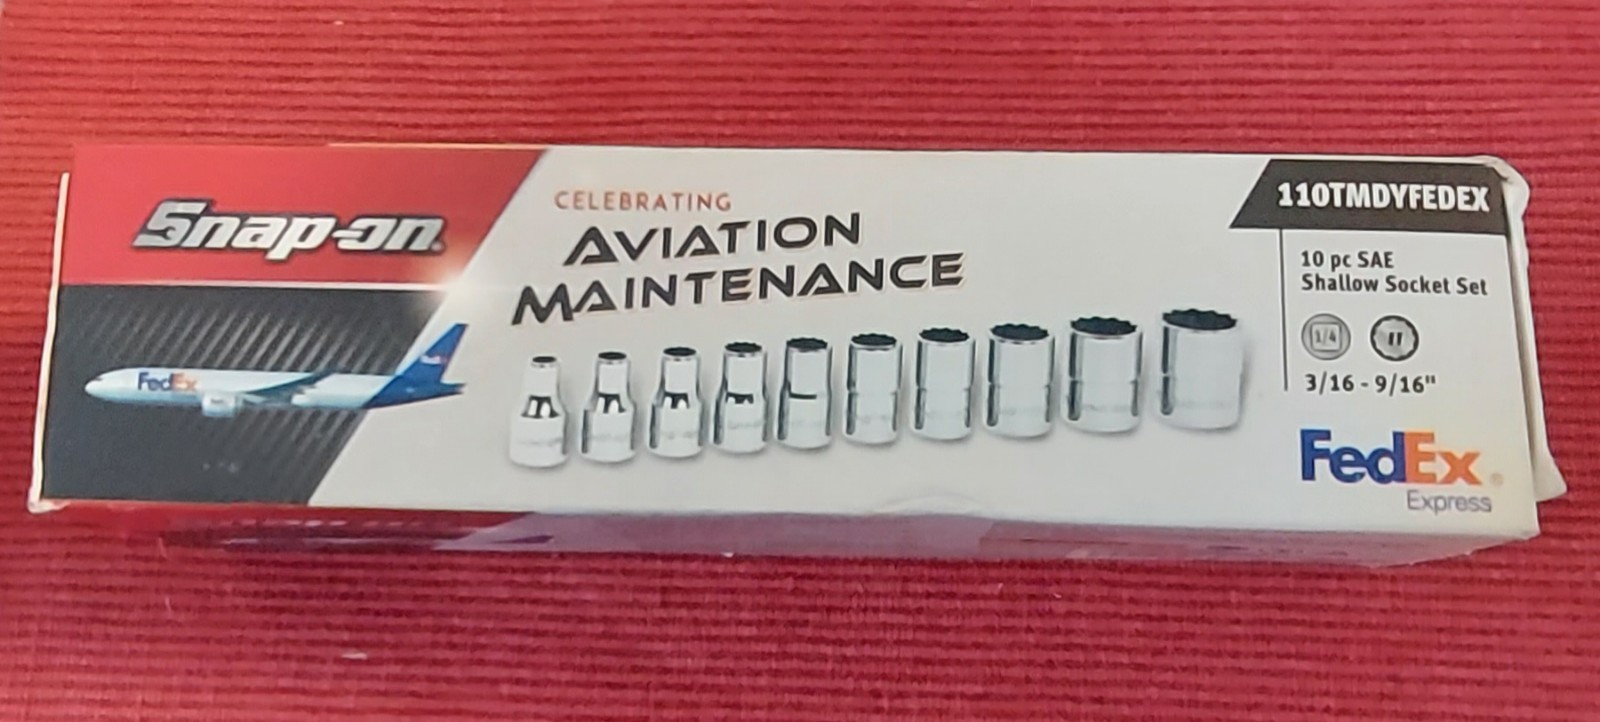 Snap-on
CELEBRATING
AVIATION
MAINTENANCE
110TMDYFEDEX
10 pc SAE
Shallow Socket Set
1/4
3/16 - 9/16"
FedEx®
Express
FedEx
FedEx